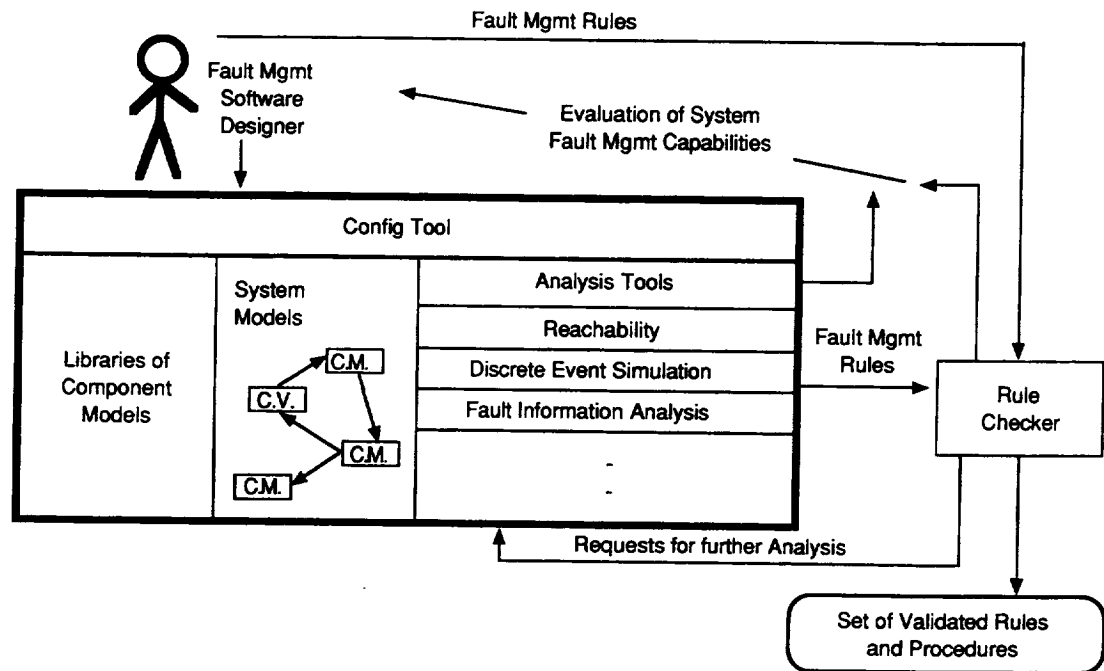 Fault Mgmt Rules
Fault Mgmt
Software
Designer
Evaluation of System
Fault Mgmt Capabilities
Config Tool
Libraries of
Component
Models
System
Models
C.M.
C.V.
C.M.
C.M.
Analysis Tools
Reachability
Discrete Event Simulation
Fault Information Analysis
Fault Mgmt
Rules
Rule
Checker
Requests for further Analysis
Set of Validated Rules
and Procedures